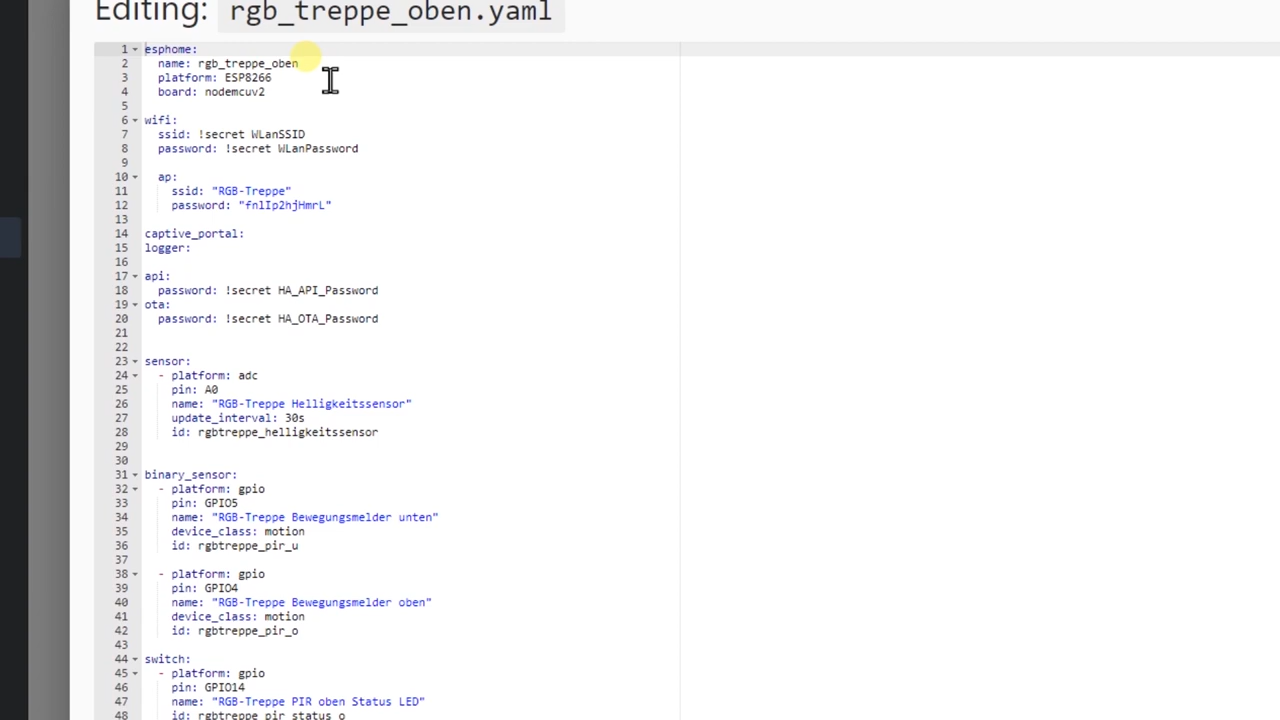 Editing: rgb_treppe_oben.yaml
1 esphome:
2 name: rgb_treppe_oben
3 platform: ESP8266
4 board: nodemcuv2
5
6 wifi:
7 ssid: !secret WLanSSID
8 password: !secret WLanPassword
9
10 ap:
11 ssid: "RGB-Treppe"
12 password: "fnlIp2hjHmrL"
13
14 captive_portal:
15 logger:
16
17 api:
18 password: !secret HA_API_Password
19 ota:
20 password: !secret HA_OTA_Password
21
22
23 sensor:
24 - platform: adc
25 pin: A0
26 name: "RGB-Treppe Helligkeitssensor"
27 update_interval: 30s
28 id: rgbtreppe_helligkeitssensor
29
30
31 binary_sensor:
32 - platform: gpio
33 pin: GPIO5
34 name: "RGB-Treppe Bewegungsmelder unten"
35 device_class: motion
36 id: rgbtreppe_pir_u
37
38 - platform: gpio
39 pin: GPIO4
40 name: "RGB-Treppe Bewegungsmelder oben"
41 device_class: motion
42 id: rgbtreppe_pir_o
43
44 switch:
45 - platform: gpio
46 pin: GPIO14
47 name: "RGB-Treppe PIR oben Status LED"
48 id: rgbtreppe_pir_status_o